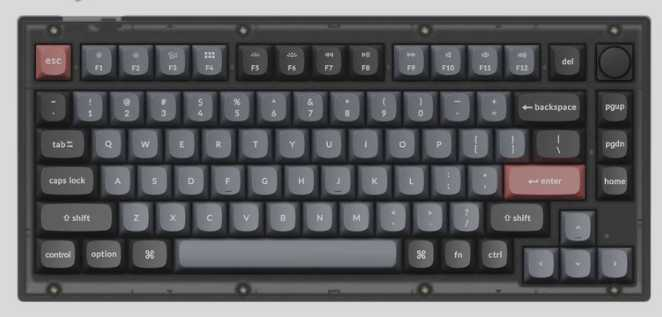 esc F1 F2 F3 F4 F5 F6 F7 F8 F9 F10 F11 F12 del
~ ! @ # $ % ^ & * ( ) - + ← backspace pgup
1 2 3 4 5 6 7 8 9 0
tab Q W E R T Y U I O P [ ] | pgdn
\
caps lock A S D F G H J K L ; ← enter home
⇧ shift Z X C V B N M ? ⇧ shift
/
control option ⌘ ⌘ fn ctrl